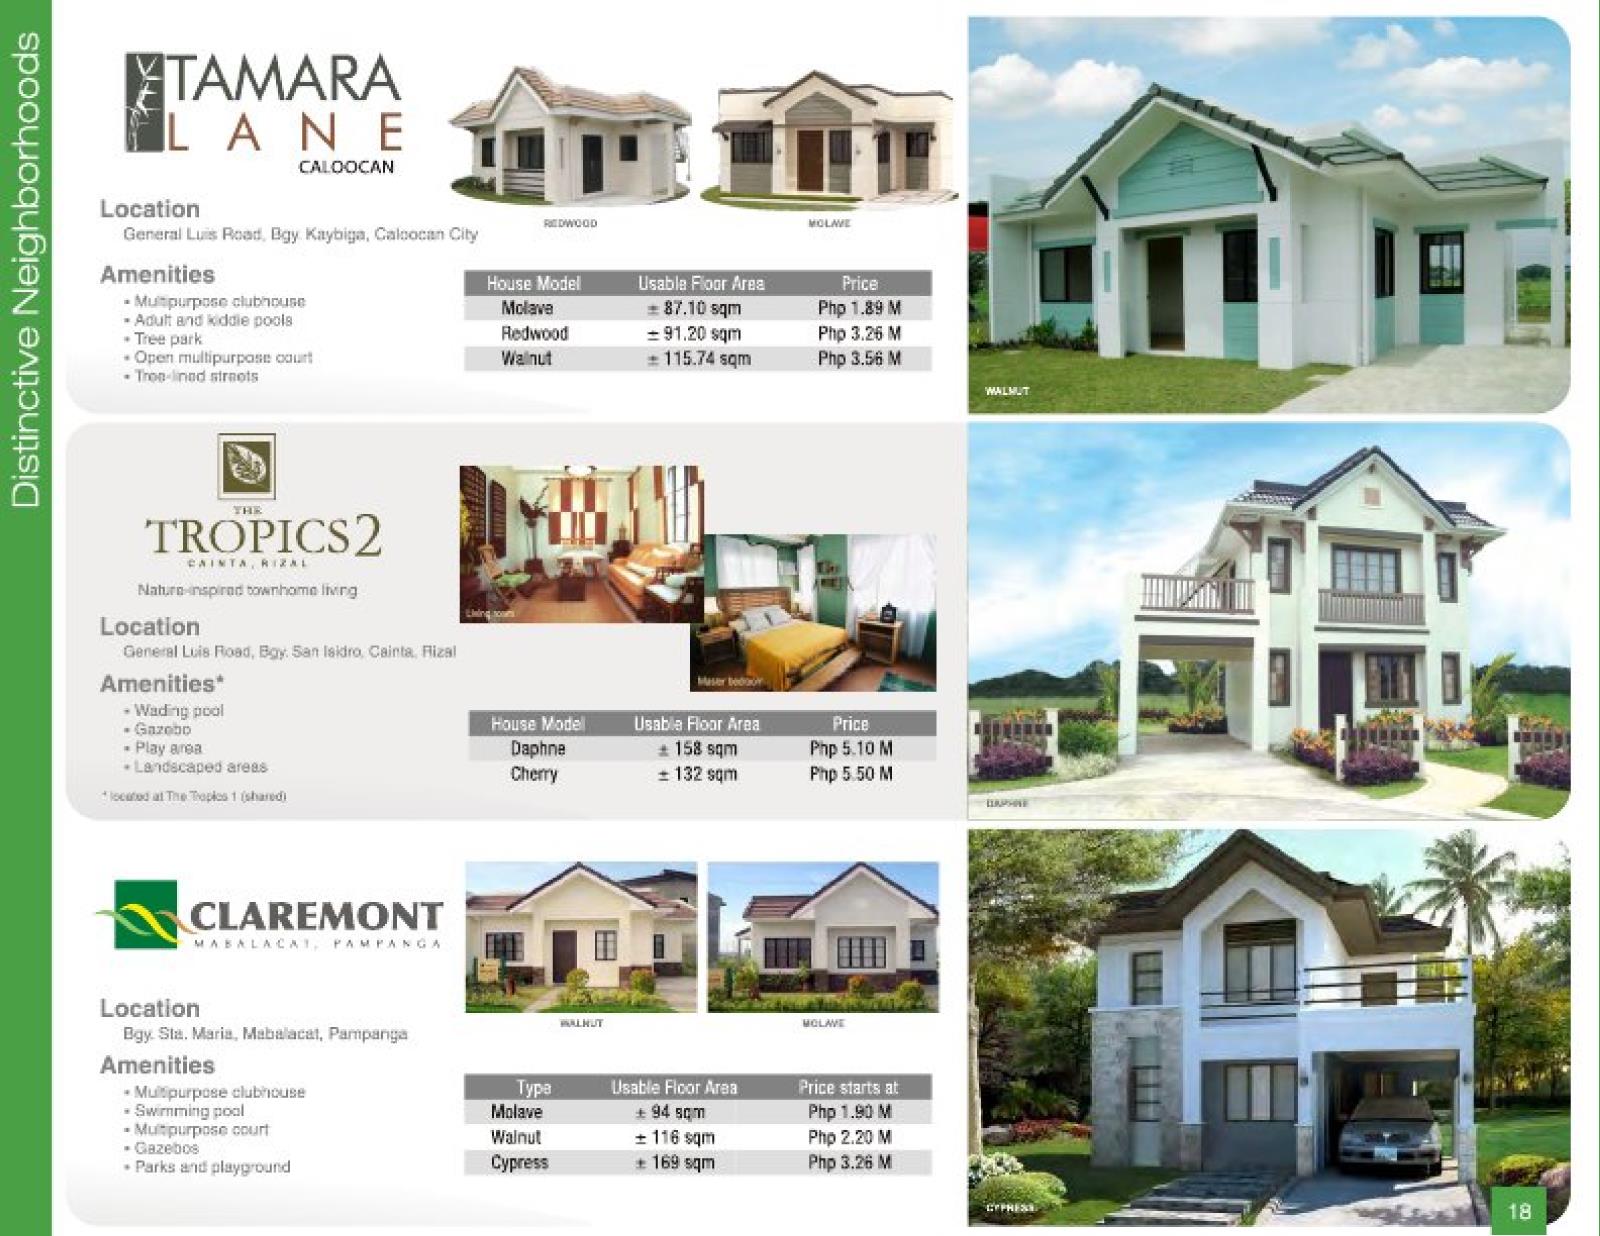 Distinctive Neighborhoods
TAMARA
LANE
CALOOCAN
Location
General Luis Road, Bgy. Kaybiga, Caloocan City
Amenities
• Multipurpose clubhouse
• Adult and kiddie pools
• Tree park
• Open multipurpose court
• Tree-lined streets
REDWOOD
MOLAVE
House Model Usable Floor Area Price
Molave ± 87.10 sqm Php 1.89 M
Redwood ± 91.20 sqm Php 3.26 M
Walnut ± 115.74 sqm Php 3.56 M
WALNUT
THE
TROPICS 2
CAINTA, RIZAL
Nature-inspired townhome living
Location
General Luis Road, Bgy. San Isidro, Cainta, Rizal
Amenities*
• Wading pool
• Gazebo
• Play area
• Landscaped areas
* located at The Tropics 1 (shared)
Living room
Master bedroom
House Model Usable Floor Area Price
Daphne ± 158 sqm Php 5.10 M
Cherry ± 132 sqm Php 5.50 M
DAPHNE
CLAREMONT
MABALACAT, PAMPANGA
Location
Bgy. Sta. Maria, Mabalacat, Pampanga
Amenities
• Multipurpose clubhouse
• Swimming pool
• Multipurpose court
• Gazebos
• Parks and playground
WALNUT
MOLAVE
Type Usable Floor Area Price starts at
Molave ± 94 sqm Php 1.90 M
Walnut ± 116 sqm Php 2.20 M
Cypress ± 169 sqm Php 3.26 M
CYPRESS
18